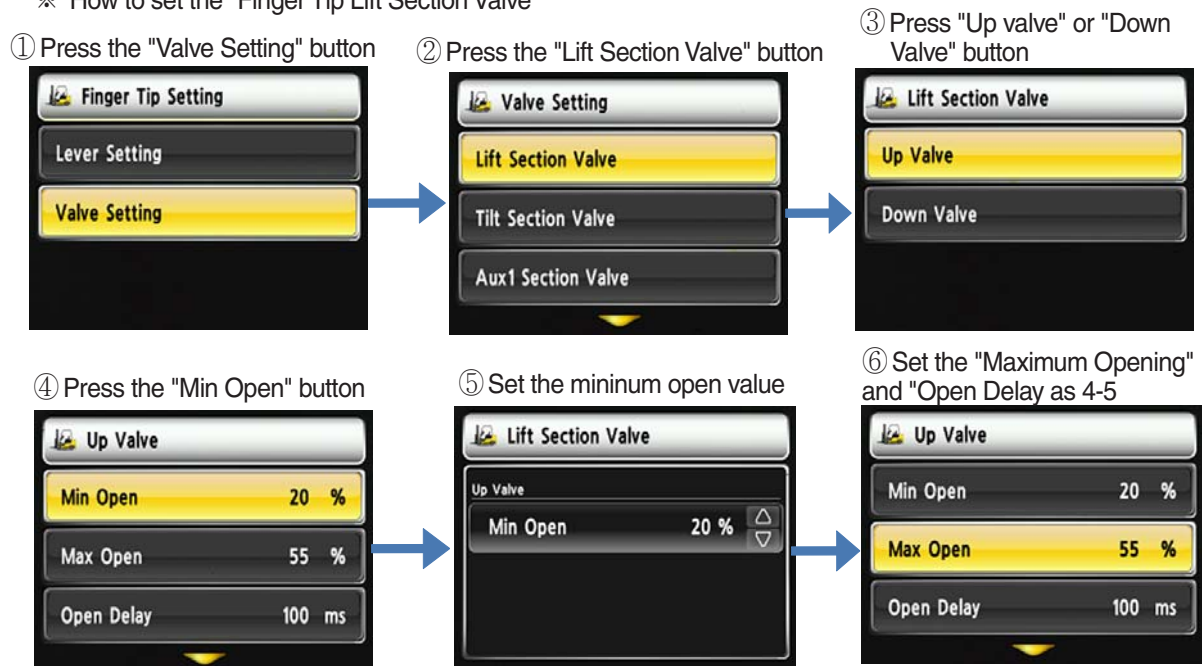 ※ How to set the "Finger Tip Lift Section Valve"
① Press the "Valve Setting" button
Finger Tip Setting
Lever Setting
Valve Setting
② Press the "Lift Section Valve" button
Valve Setting
Lift Section Valve
Tilt Section Valve
Aux1 Section Valve
③ Press "Up valve" or "Down
Valve" button
Lift Section Valve
Up Valve
Down Valve
④ Press the "Min Open" button
Up Valve
Min Open 20 %
Max Open 55 %
Open Delay 100 ms
⑤ Set the mininum open value
Lift Section Valve
Up Valve
Min Open 20 %
⑥ Set the "Maximum Opening"
and "Open Delay as 4-5
Up Valve
Min Open 20 %
Max Open 55 %
Open Delay 100 ms